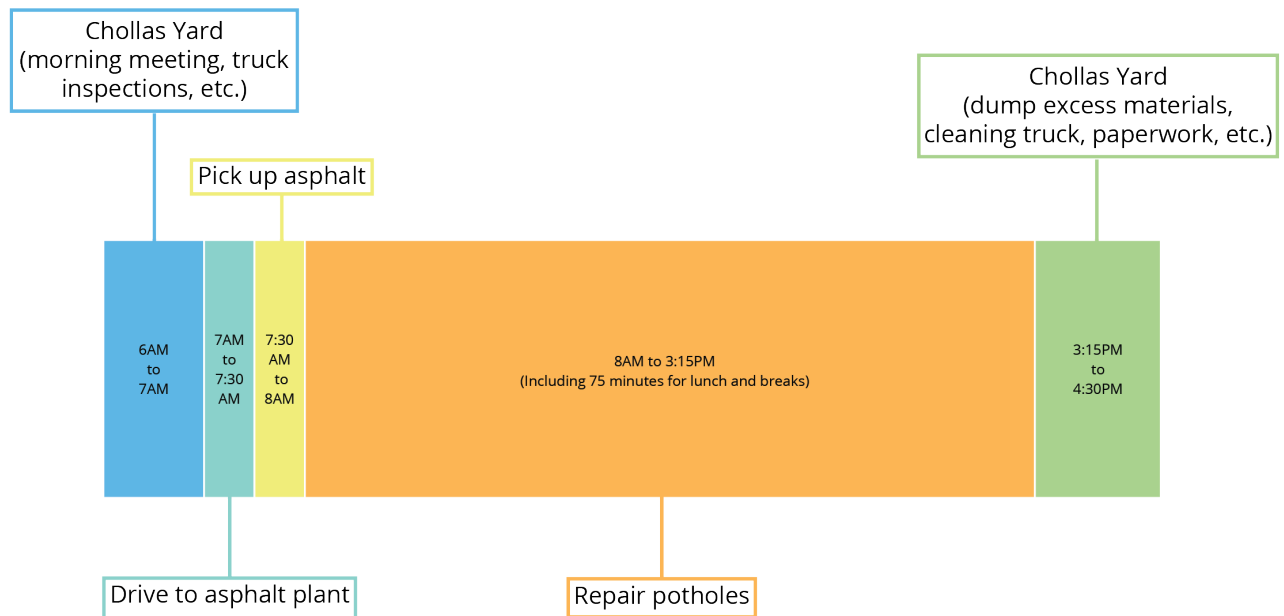 Chollas Yard
(morning meeting, truck
inspections, etc.)
Chollas Yard
(dump excess materials,
cleaning truck, paperwork, etc.)
Pick up asphalt
6AM
to
7AM
7AM
to
7:30
AM
7:30
AM
to
8AM
8AM to 3:15PM
(Including 75 minutes for lunch and breaks)
3:15PM
to
4:30PM
Drive to asphalt plant
Repair potholes